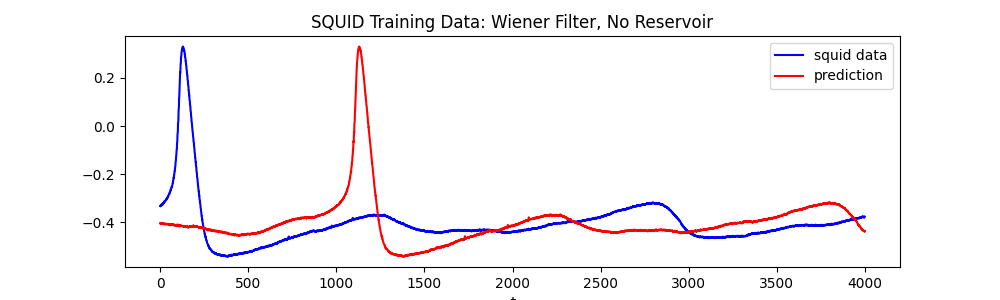 SQUID Training Data: Wiener Filter, No Reservoir
squid data
prediction
0.2
0.0
−0.2
−0.4
0 500 1000 1500 2000 2500 3000 3500 4000